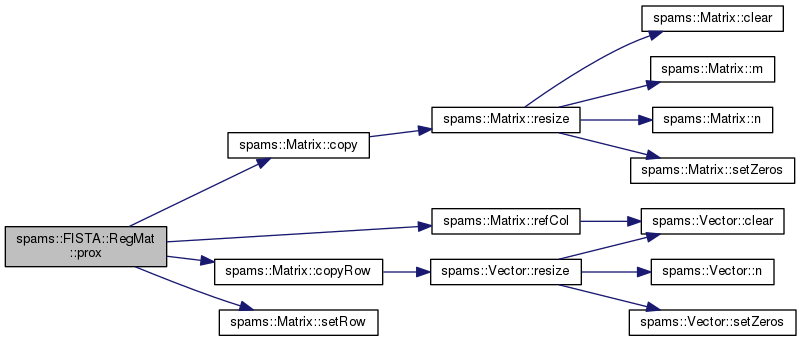 spams::Matrix::clear
spams::Matrix::m
spams::Matrix::resize
spams::Matrix::n
spams::Matrix::copy
spams::Matrix::setZeros
spams::Matrix::refCol
spams::Vector::clear
spams::FISTA::RegMat
::prox
spams::Matrix::copyRow
spams::Vector::resize
spams::Vector::n
spams::Matrix::setRow
spams::Vector::setZeros